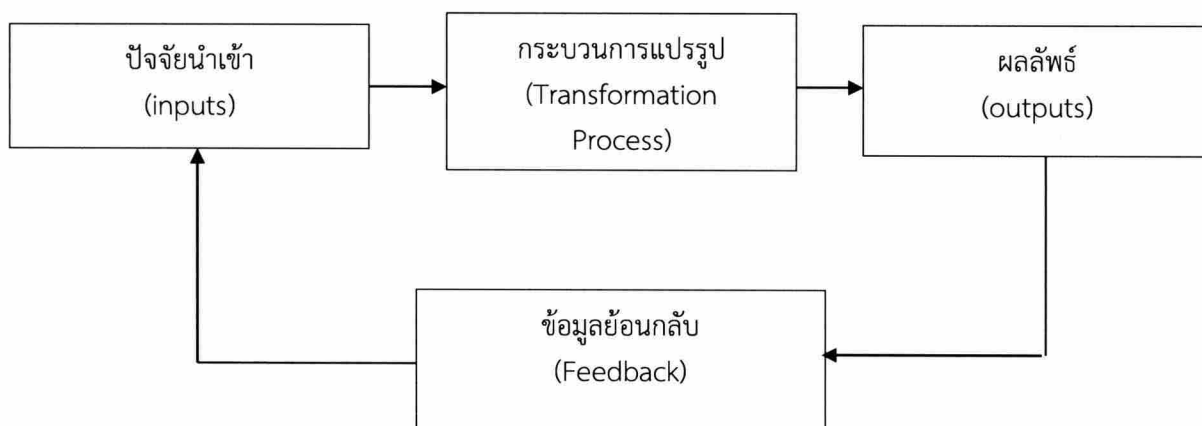 ปัจจัยนำเข้า
(inputs)
กระบวนการแปรรูป
(Transformation
Process)
ผลลัพธ์
(outputs)
ข้อมูลย้อนกลับ
(Feedback)